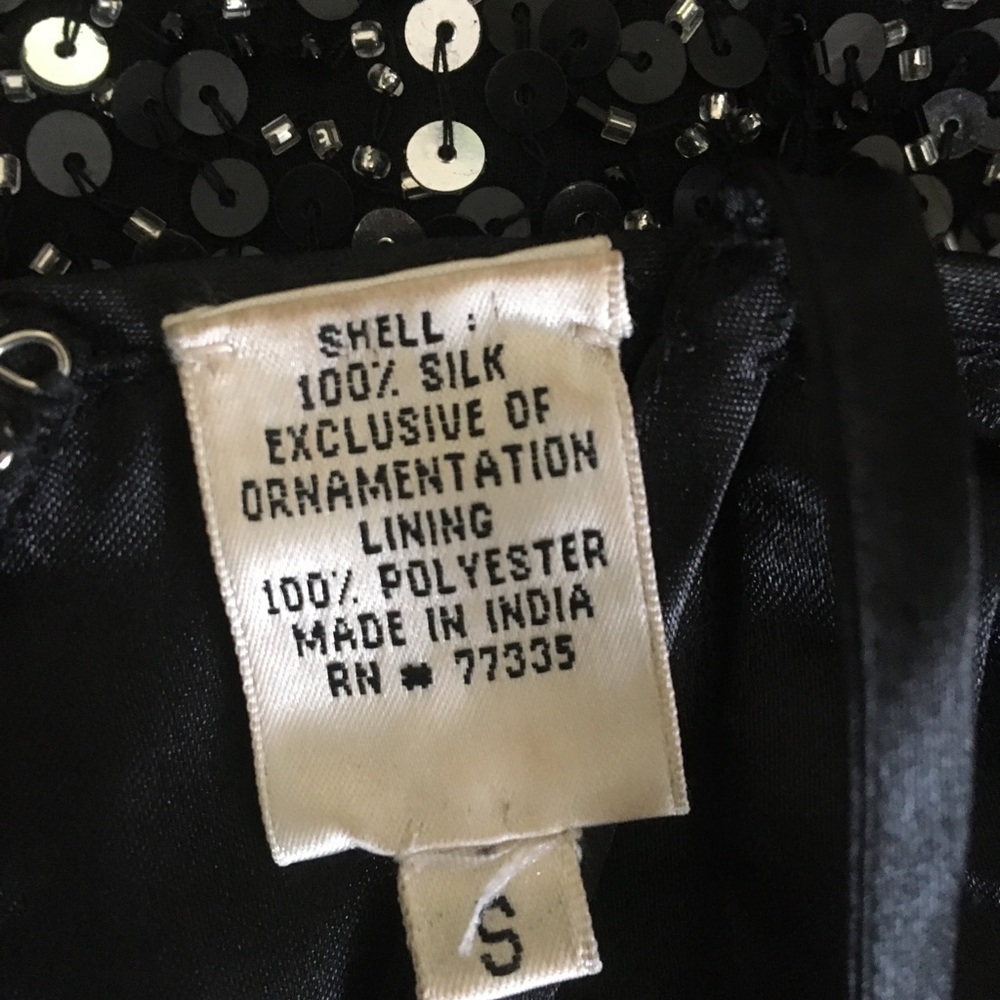 SHELL :
100% SILK
EXCLUSIVE OF
ORNAMENTATION
LINING
100% POLYESTER
MADE IN INDIA
RN # 77335
S